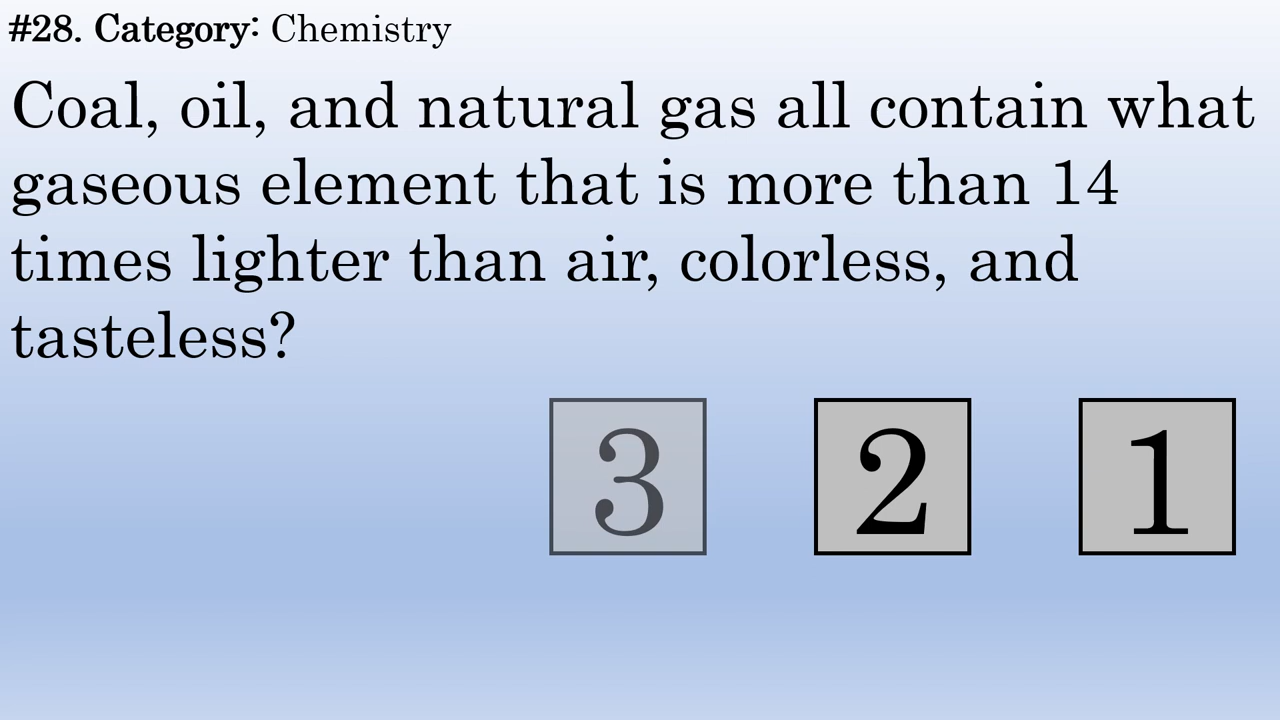 #28. Category: Chemistry
Coal, oil, and natural gas all contain what
gaseous element that is more than 14
times lighter than air, colorless, and
tasteless?
3 2 1